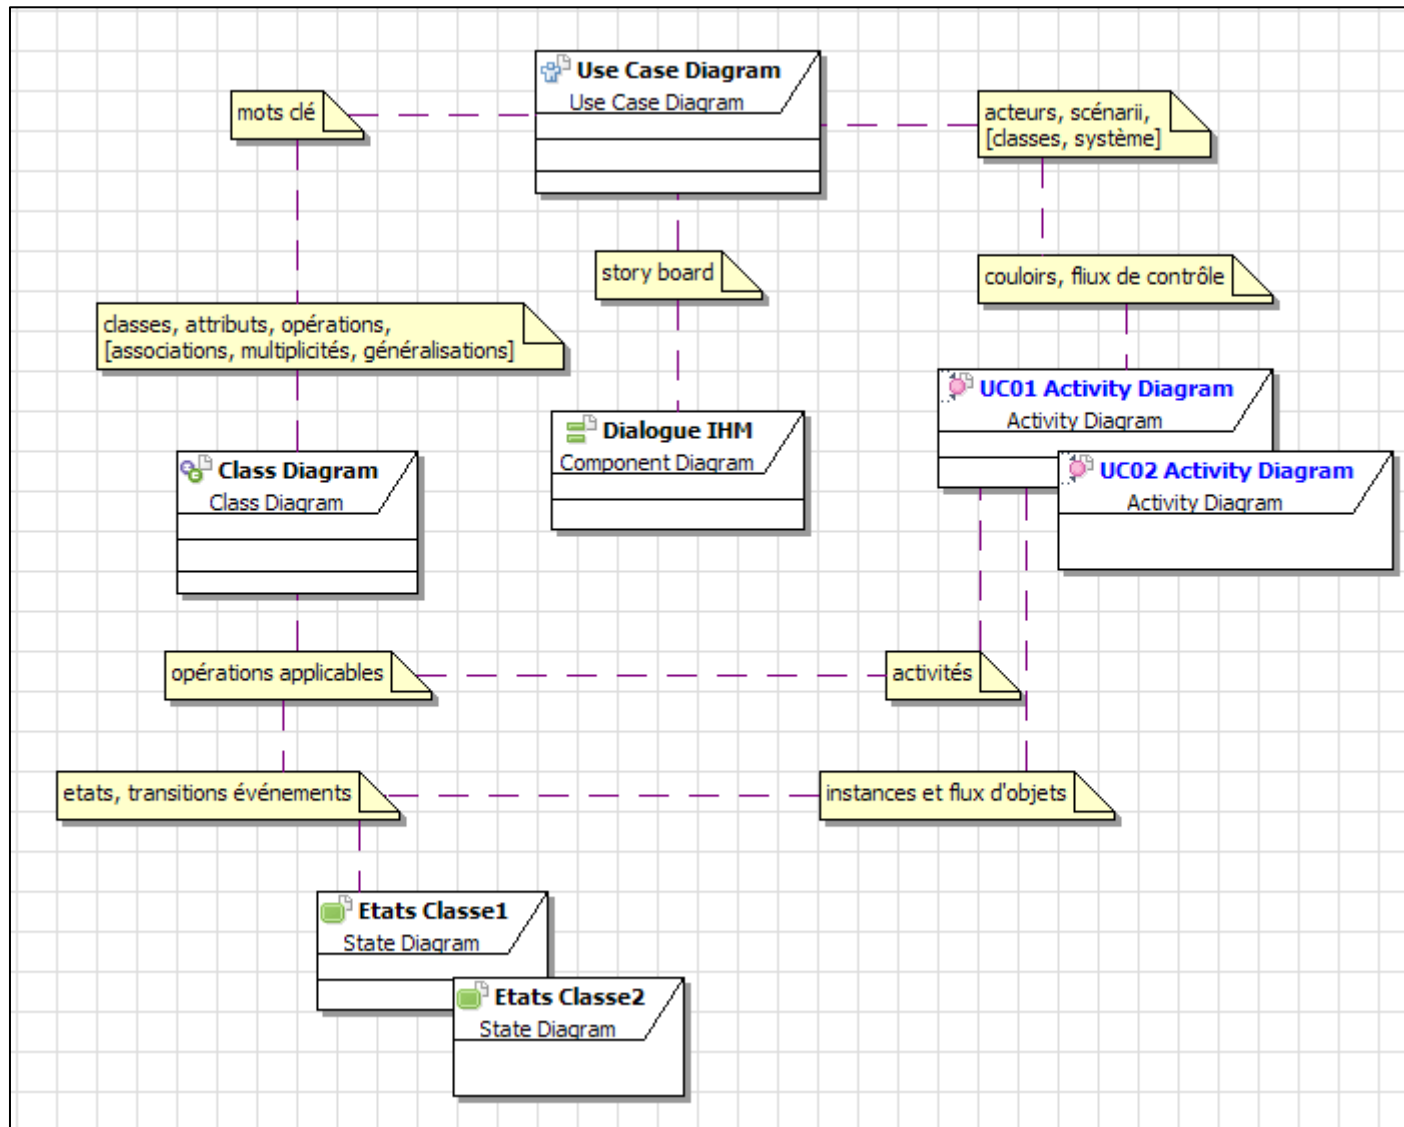 Use Case Diagram
Use Case Diagram
mots clé
acteurs, scénarii,
[classes, système]
story board
couloirs, fliux de contrôle
classes, attributs, opérations,
[associations, multiplicités, généralisations]
UC01 Activity Diagram
Activity Diagram
Dialogue IHM
Component Diagram
Class Diagram
Class Diagram
UC02 Activity Diagram
Activity Diagram
opérations applicables
activités
etats, transitions événements
instances et flux d'objets
Etats Classe1
State Diagram
Etats Classe2
State Diagram